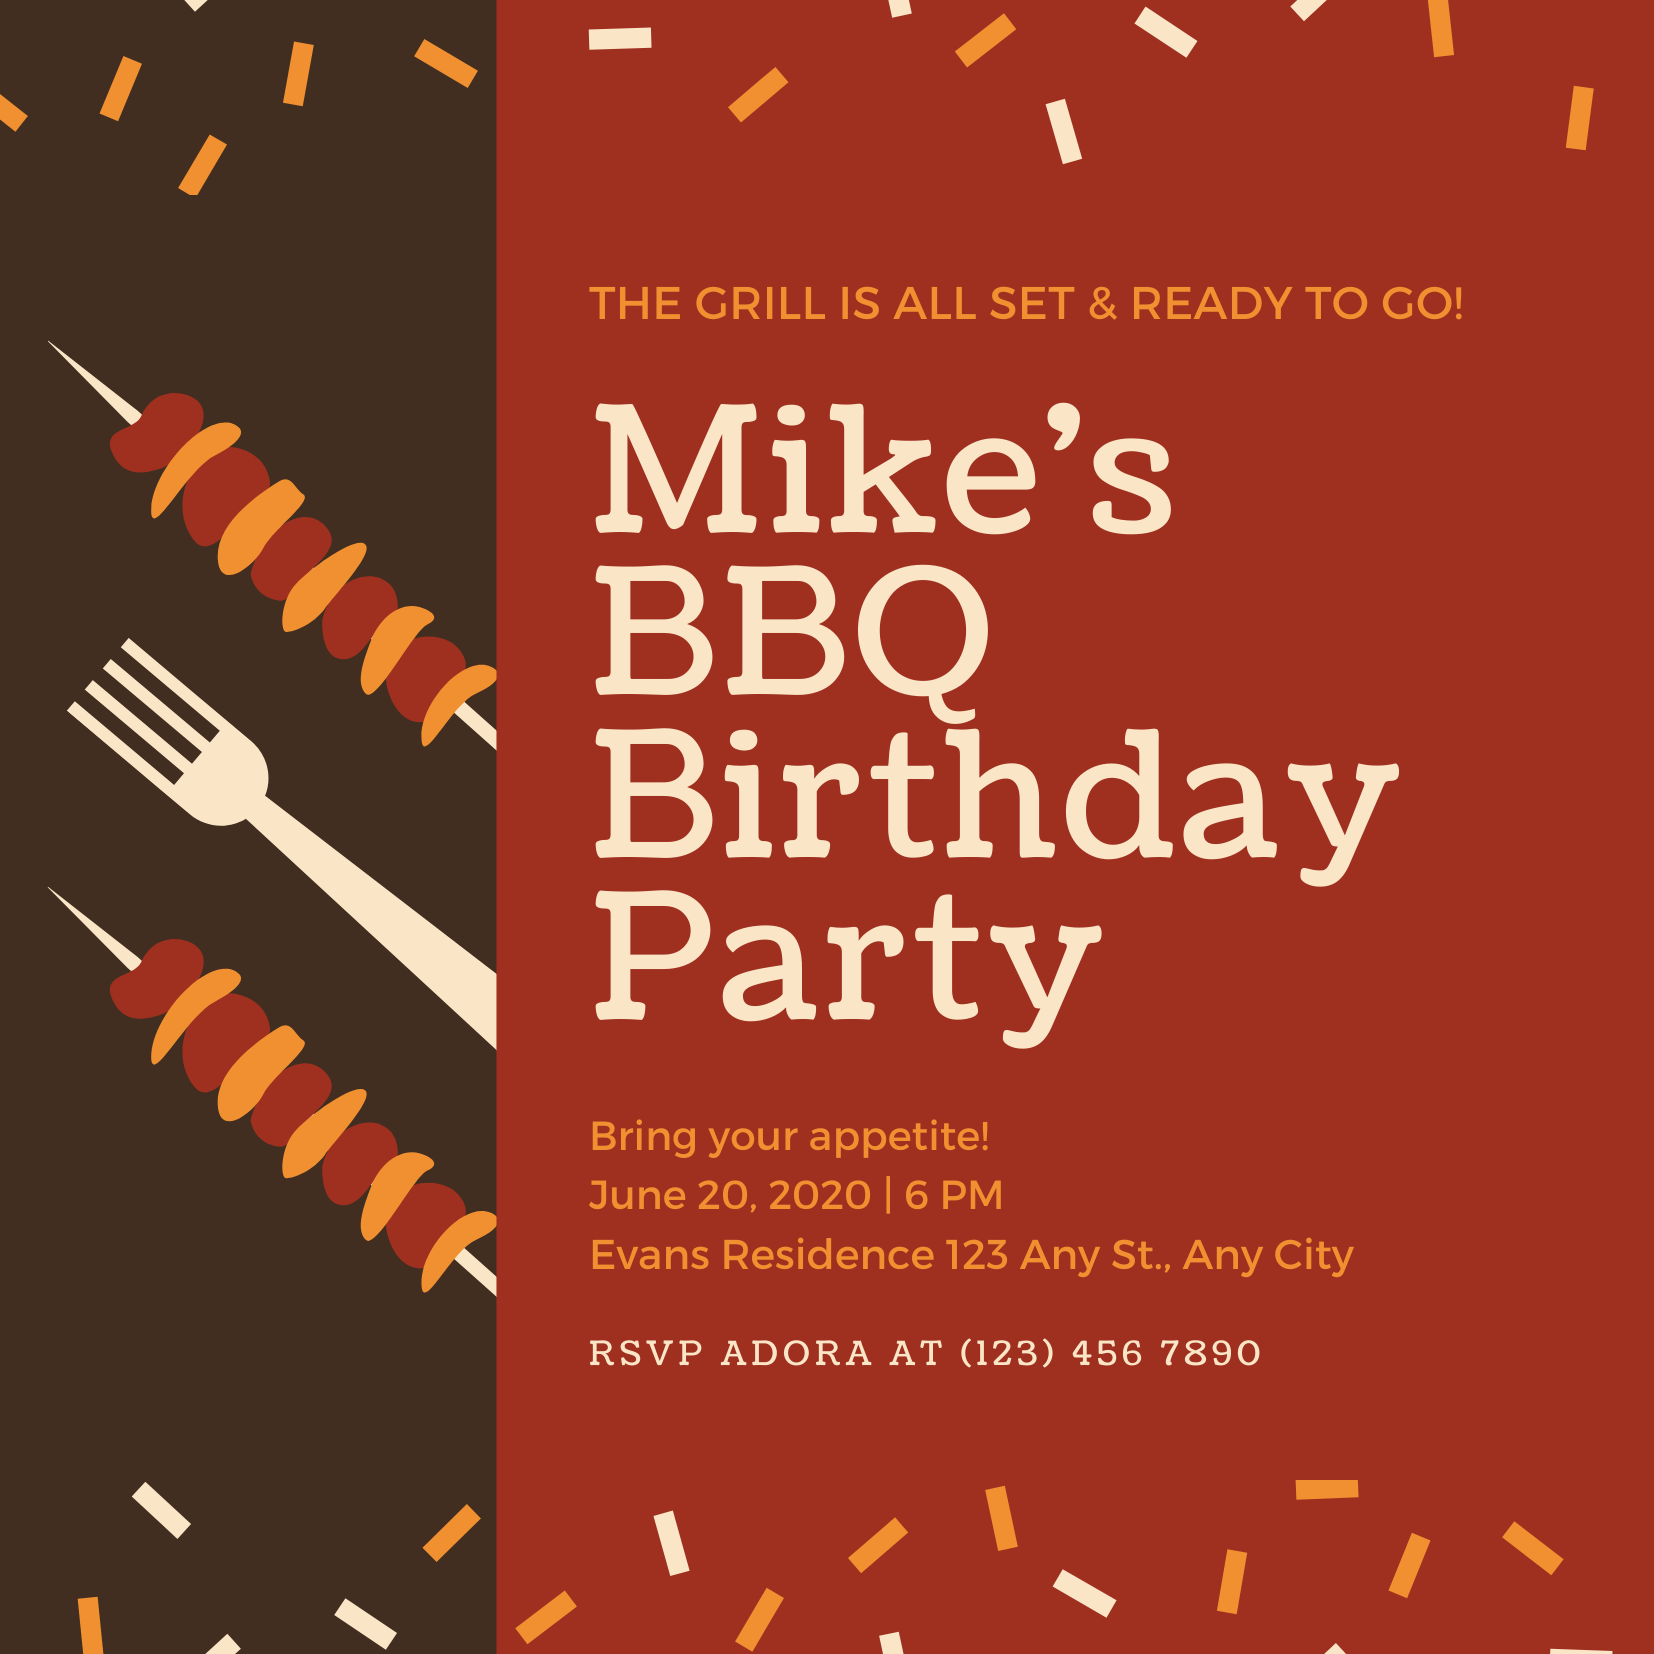 THE GRILL IS ALL SET & READY TO GO!
Mike’s
BBQ
Birthday
Party
Bring your appetite!
June 20, 2020 | 6 PM
Evans Residence 123 Any St., Any City
RSVP ADORA AT (123) 456 7890